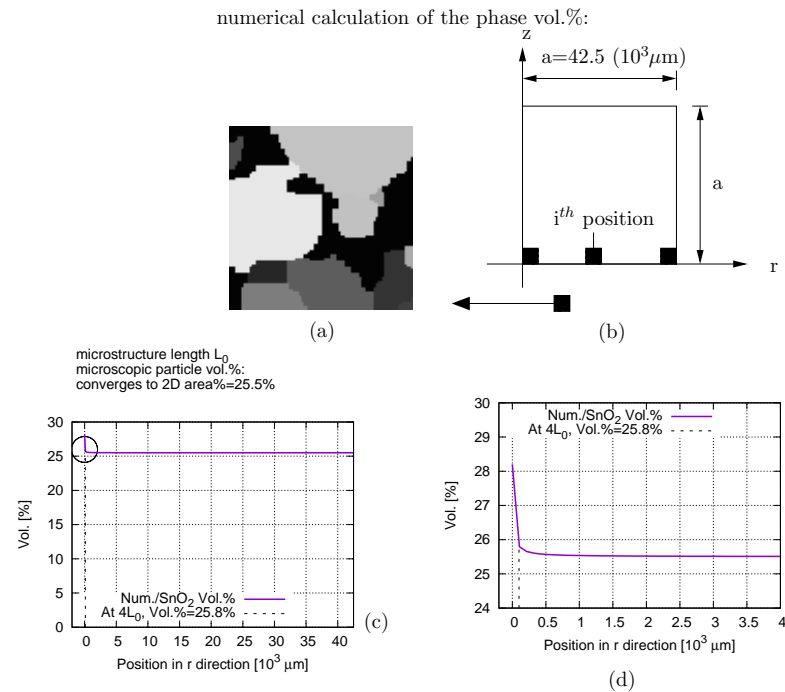 numerical calculation of the phase vol.%:
z
a=42.5 (10³μm)
a
iᵗʰ position
r
(a)
(b)
microstructure length L₀
microscopic particle vol.%:
converges to 2D area%=25.5%
30
25
20
15
10
5
0
Vol. [%]
Num./SnO₂ Vol.%
At 4L₀, Vol.%=25.8%
0 5 10 15 20 25 30 35 40
Position in r direction [10³ μm]
(c)
30
29
28
27
26
25
24
Vol. [%]
Num./SnO₂ Vol.%
At 4L₀, Vol.%=25.8%
0 0.5 1 1.5 2 2.5 3 3.5 4
Position in r direction [10³ μm]
(d)